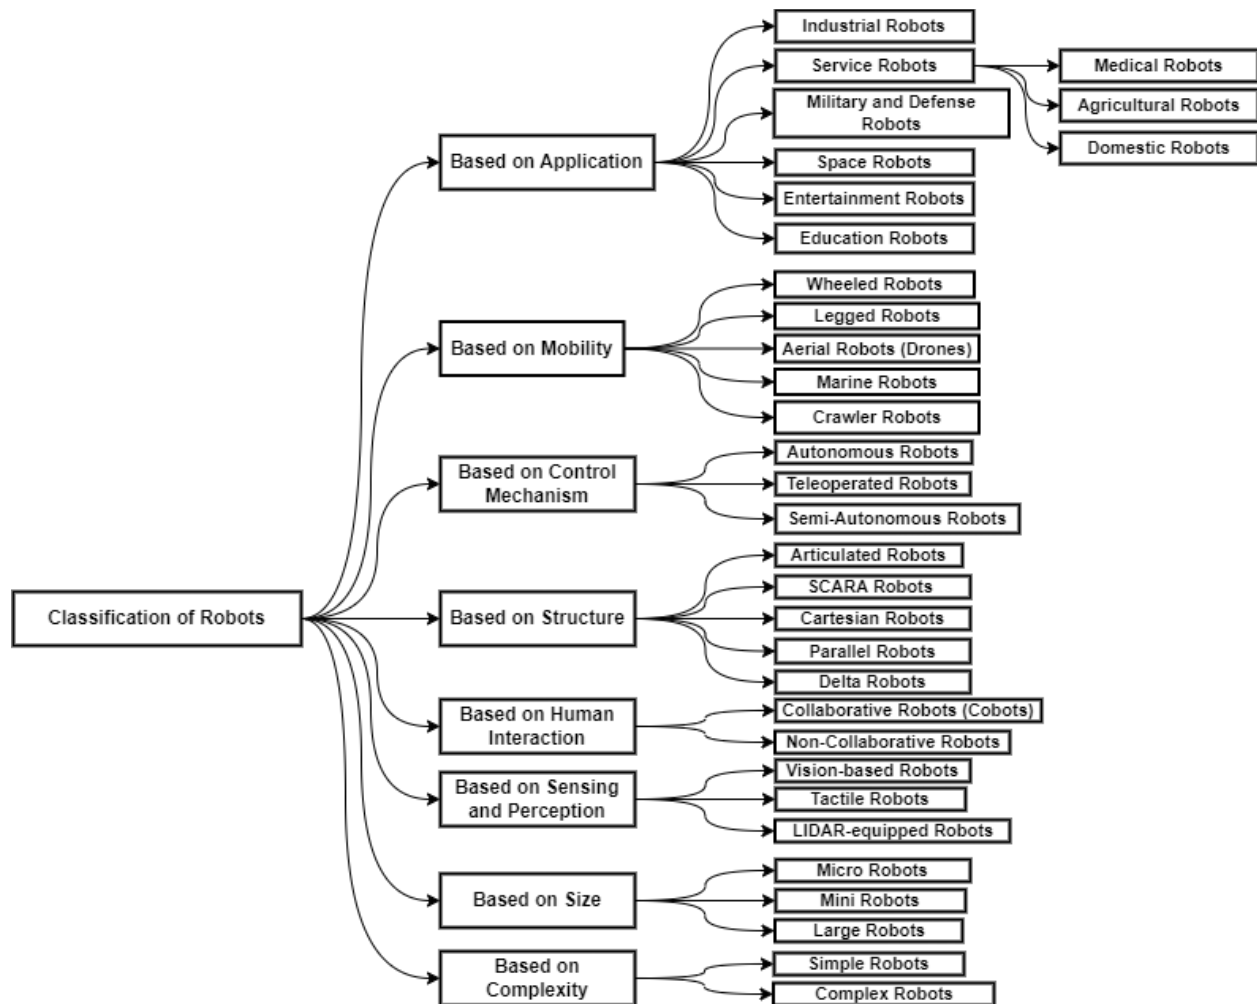 Classification of Robots
Based on Application
Industrial Robots
Service Robots
Medical Robots
Agricultural Robots
Domestic Robots
Military and Defense
Robots
Space Robots
Entertainment Robots
Education Robots
Based on Mobility
Wheeled Robots
Legged Robots
Aerial Robots (Drones)
Marine Robots
Crawler Robots
Based on Control
Mechanism
Autonomous Robots
Teleoperated Robots
Semi-Autonomous Robots
Based on Structure
Articulated Robots
SCARA Robots
Cartesian Robots
Parallel Robots
Delta Robots
Based on Human
Interaction
Collaborative Robots (Cobots)
Non-Collaborative Robots
Based on Sensing
and Perception
Vision-based Robots
Tactile Robots
LIDAR-equipped Robots
Based on Size
Micro Robots
Mini Robots
Large Robots
Based on
Complexity
Simple Robots
Complex Robots